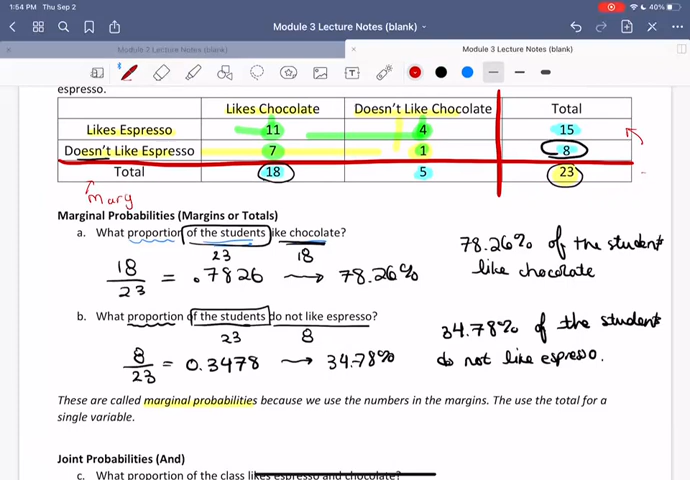 1:54 PM Thu Sep 2
40%
Module 3 Lecture Notes (blank)
Module 3 Lecture Notes (blank)
Module 3 Lecture Notes (blank)
espresso.
Likes Chocolate Doesn't Like Chocolate Total
Likes Espresso 11 4 15
Doesn't Like Espresso 7 1 8
Total 18 5 23
marg
Marginal Probabilities (Margins or Totals)
a. What proportion of the students like chocolate?
23 18
18/23 = .7826 → 78.26%
78.26% of the student
like chocolate
b. What proportion of the students do not like espresso?
23 8
8/23 = 0.3478 → 34.78%
34.78% of the student
do not like espresso.
These are called marginal probabilities because we use the numbers in the margins. The use the total for a
single variable.
Joint Probabilities (And)
c. What proportion of the class likes espresso and chocolate?